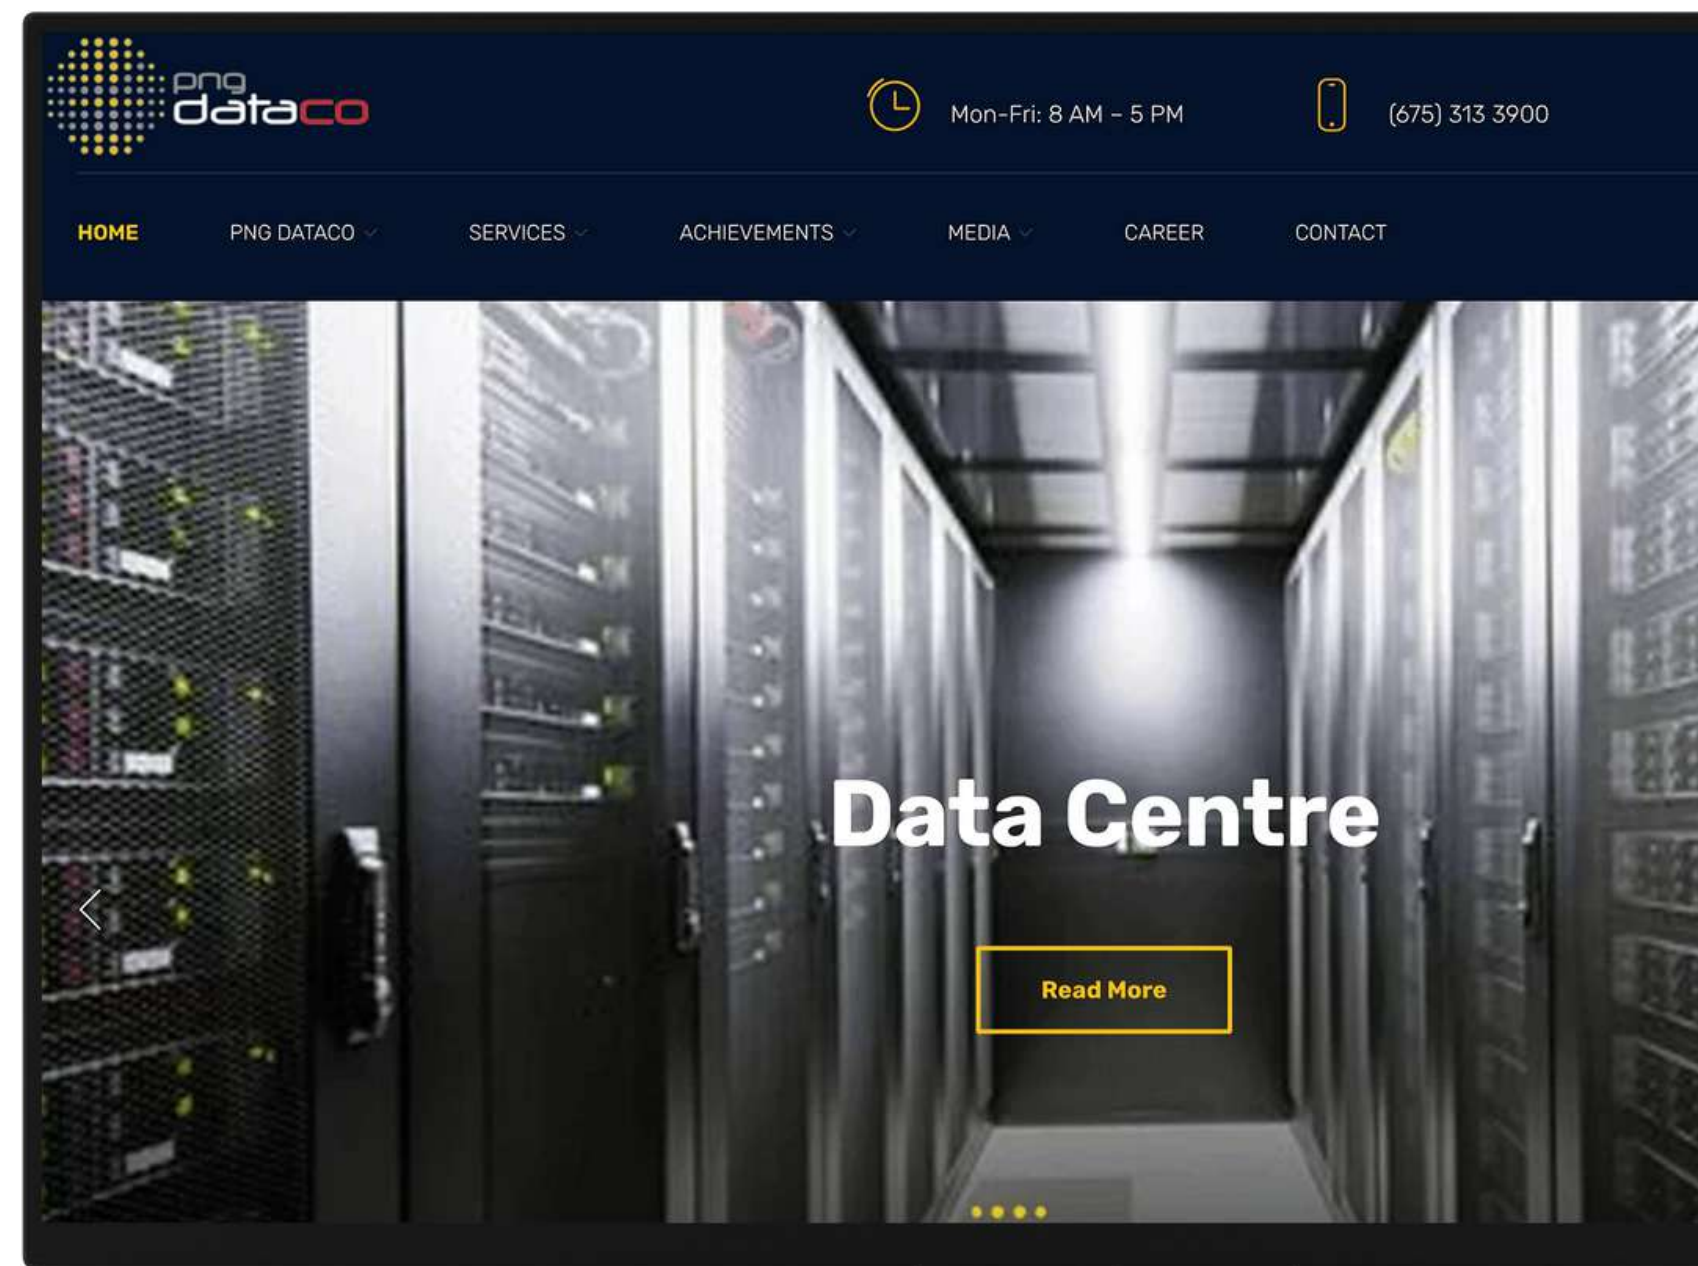 png
dataco
Mon-Fri: 8 AM – 5 PM
(675) 313 3900
HOME PNG DATACO SERVICES ACHIEVEMENTS MEDIA CAREER CONTACT
Data Centre
Read More